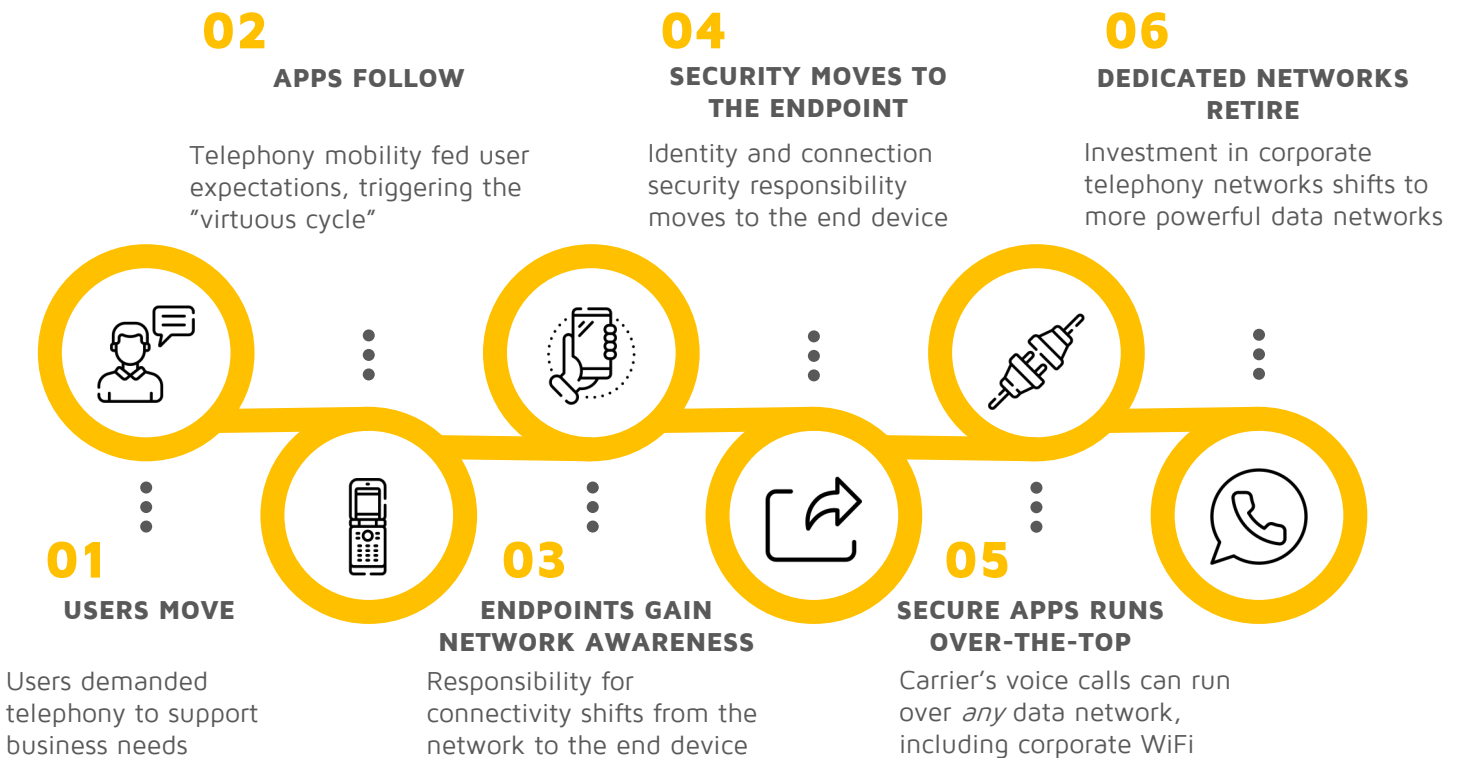 01
USERS MOVE
Users demanded
telephony to support
business needs
02
APPS FOLLOW
Telephony mobility fed user
expectations, triggering the
"virtuous cycle"
03
ENDPOINTS GAIN
NETWORK AWARENESS
Responsibility for
connectivity shifts from the
network to the end device
04
SECURITY MOVES TO
THE ENDPOINT
Identity and connection
security responsibility
moves to the end device
05
SECURE APPS RUNS
OVER-THE-TOP
Carrier's voice calls can run
over any data network,
including corporate WiFi
06
DEDICATED NETWORKS
RETIRE
Investment in corporate
telephony networks shifts to
more powerful data networks